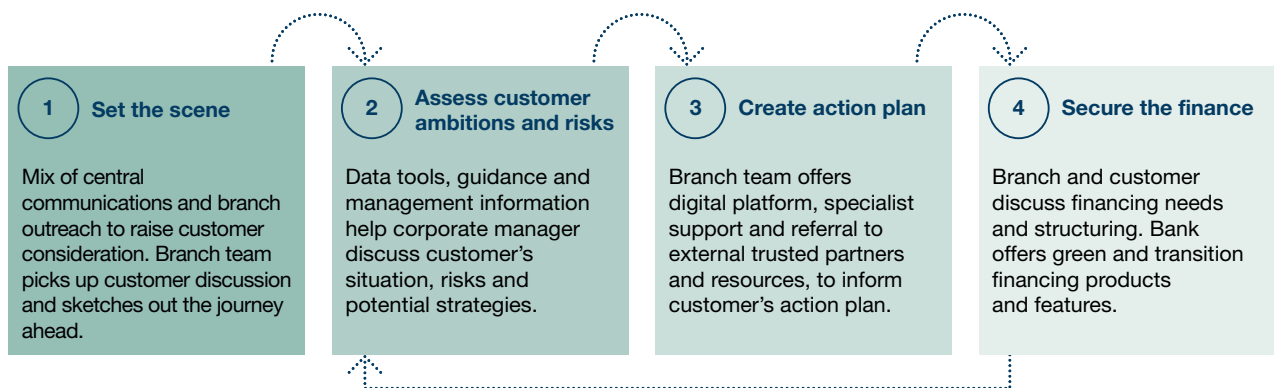 1
Set the scene
Mix of central
communications and branch
outreach to raise customer
consideration. Branch team
picks up customer discussion
and sketches out the journey
ahead.
2
Assess customer
ambitions and risks
Data tools, guidance and
management information
help corporate manager
discuss customer’s
situation, risks and
potential strategies.
3
Create action plan
Branch team offers
digital platform, specialist
support and referral to
external trusted partners
and resources, to inform
customer’s action plan.
4
Secure the finance
Branch and customer
discuss financing needs
and structuring. Bank
offers green and transition
financing products
and features.